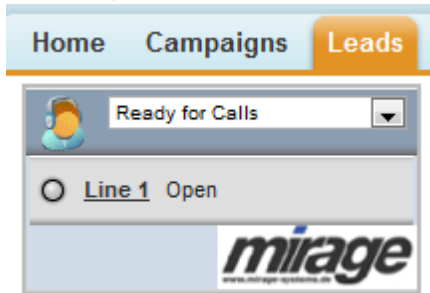 Home Campaigns Leads
Ready for Calls
Line 1 Open
mirage
www.mirage-systems.de